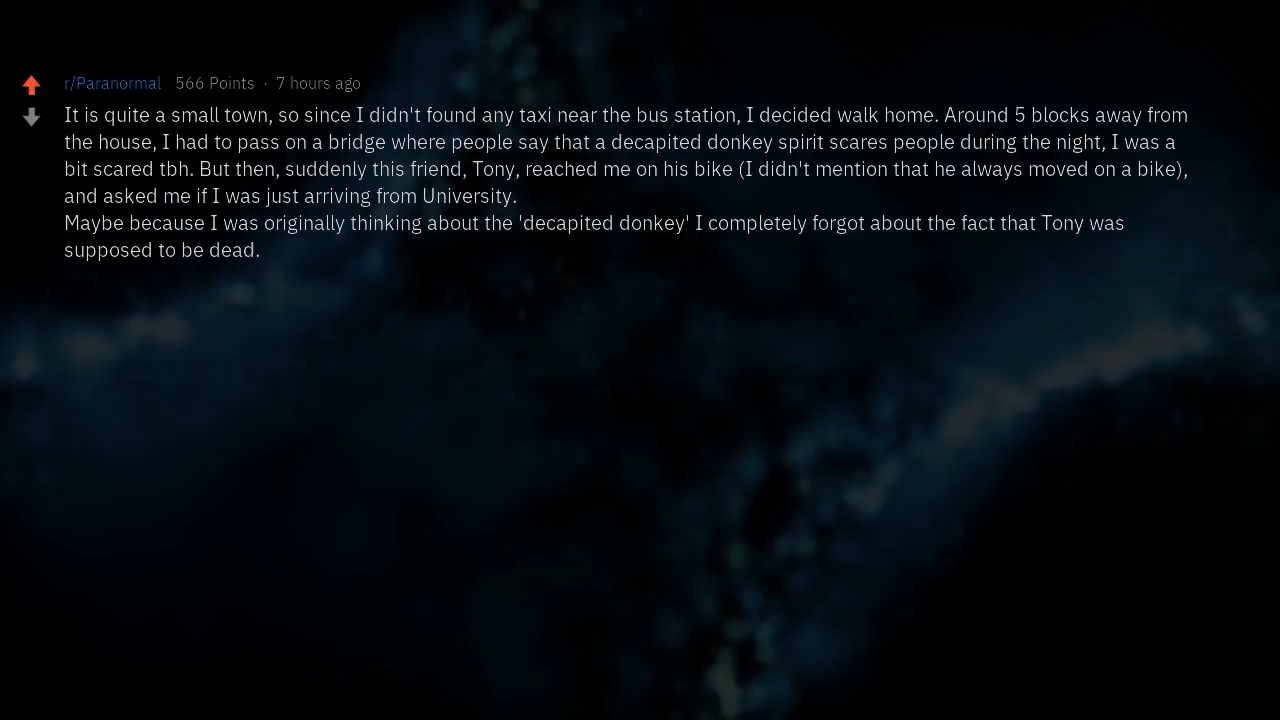 r/Paranormal 566 Points · 7 hours ago
It is quite a small town, so since I didn't found any taxi near the bus station, I decided walk home. Around 5 blocks away from
the house, I had to pass on a bridge where people say that a decapited donkey spirit scares people during the night, I was a
bit scared tbh. But then, suddenly this friend, Tony, reached me on his bike (I didn't mention that he always moved on a bike),
and asked me if I was just arriving from University.
Maybe because I was originally thinking about the 'decapited donkey' I completely forgot about the fact that Tony was
supposed to be dead.